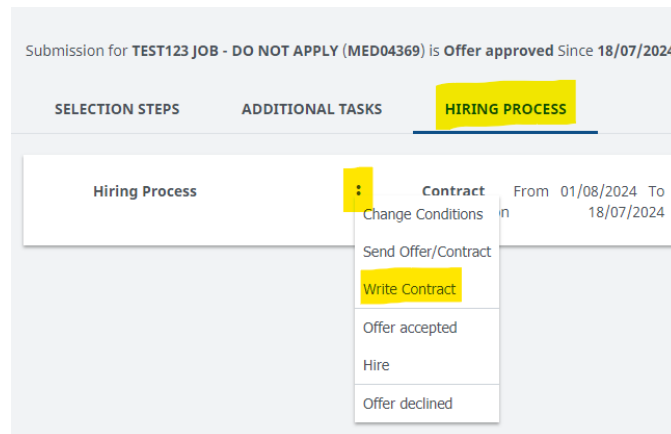 Submission for TEST123 JOB - DO NOT APPLY (MED04369) is Offer approved Since 18/07/2024
SELECTION STEPS ADDITIONAL TASKS HIRING PROCESS
Hiring Process Contract From 01/08/2024 To
18/07/2024
Change Conditions
Send Offer/Contract
Write Contract
Offer accepted
Hire
Offer declined